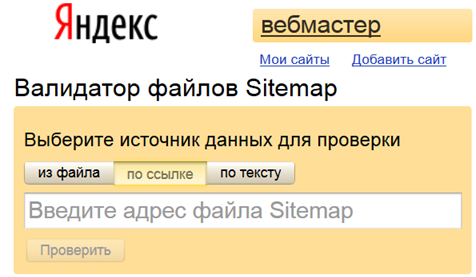 Яндекс вебмастер
Мои сайты Добавить сайт
Валидатор файлов Sitemap
Выберите источник данных для проверки
из файла по ссылке по тексту
Введите адрес файла Sitemap
Проверить